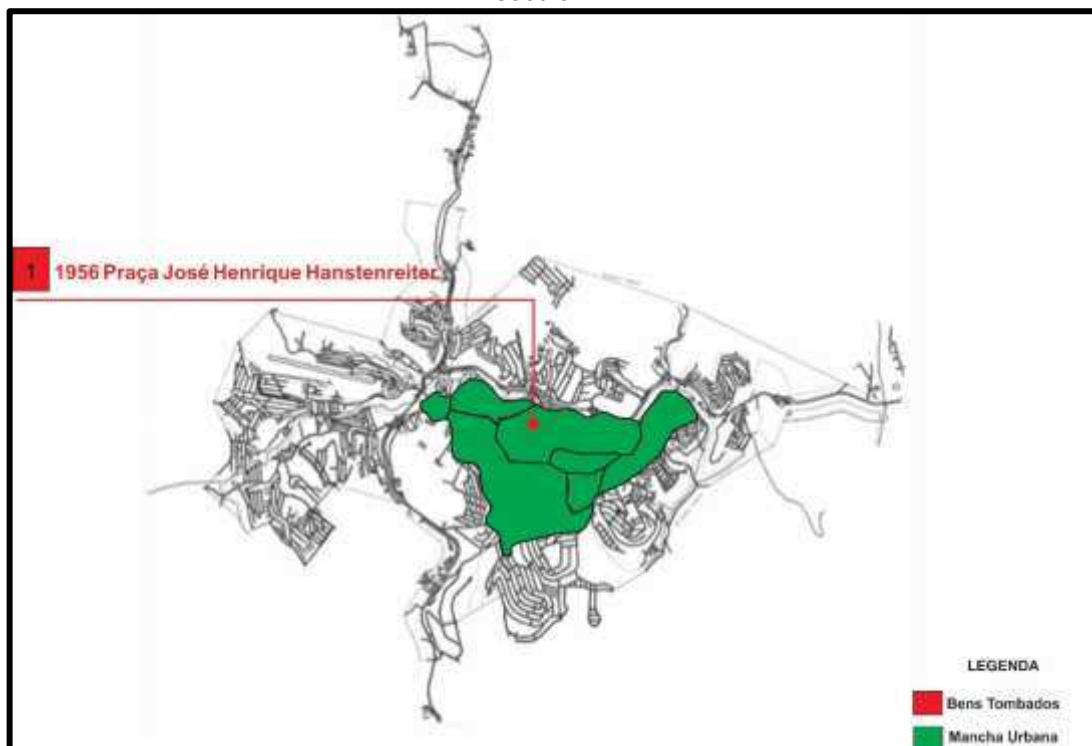 1 1956 Praça José Henrique Hanstenreiter
LEGENDA
Bens Tombados
Mancha Urbana